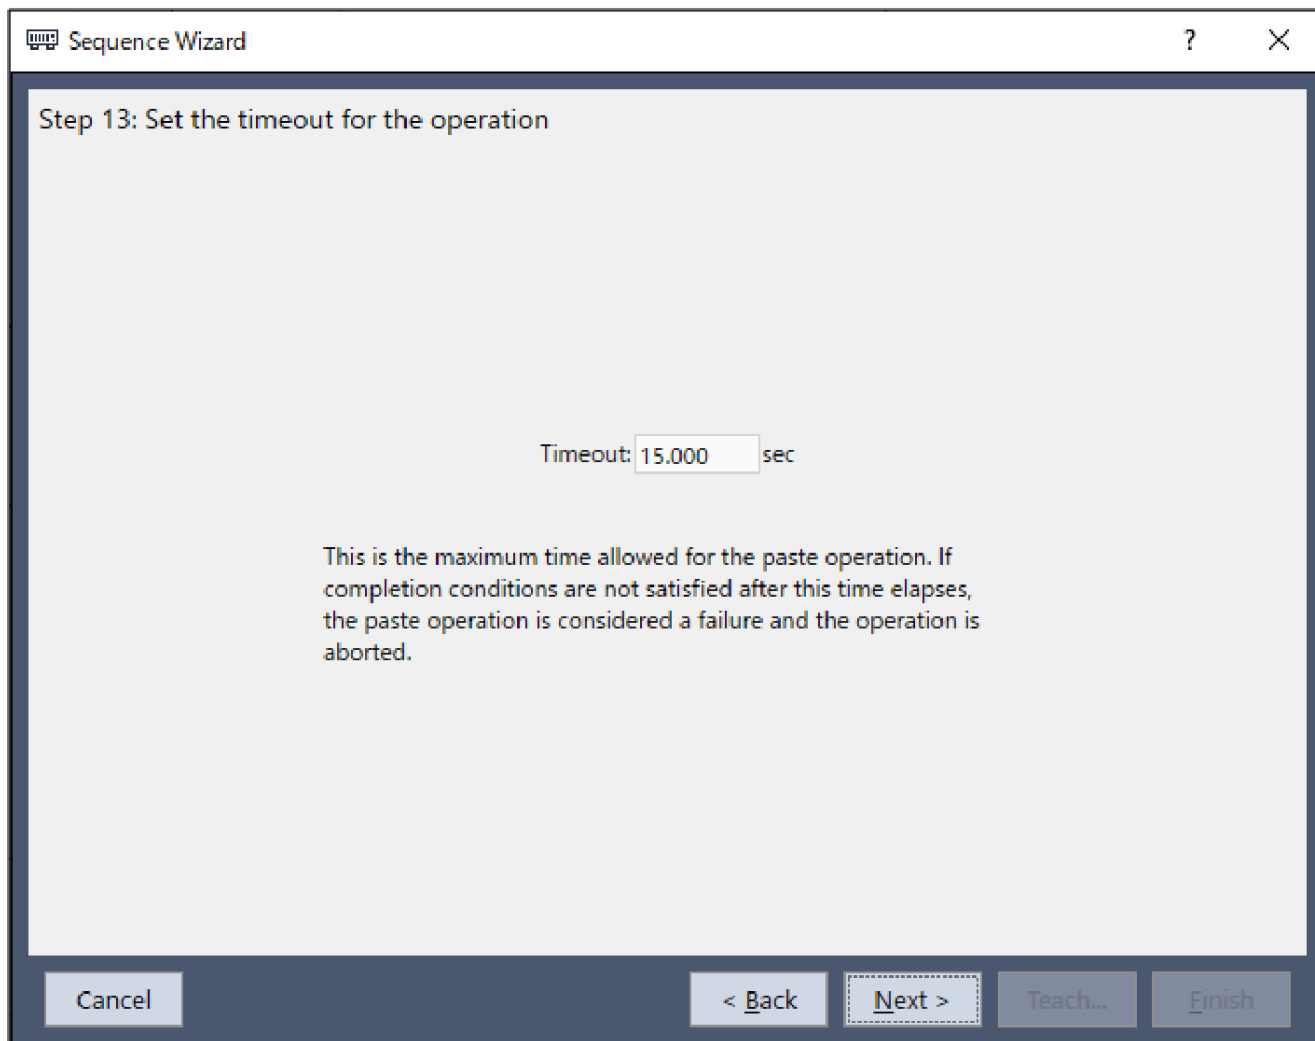 Sequence Wizard
?
Step 13: Set the timeout for the operation
Timeout: 15.000 sec
This is the maximum time allowed for the paste operation. If
completion conditions are not satisfied after this time elapses,
the paste operation is considered a failure and the operation is
aborted.
Cancel
< Back
Next >
Teach...
Finish